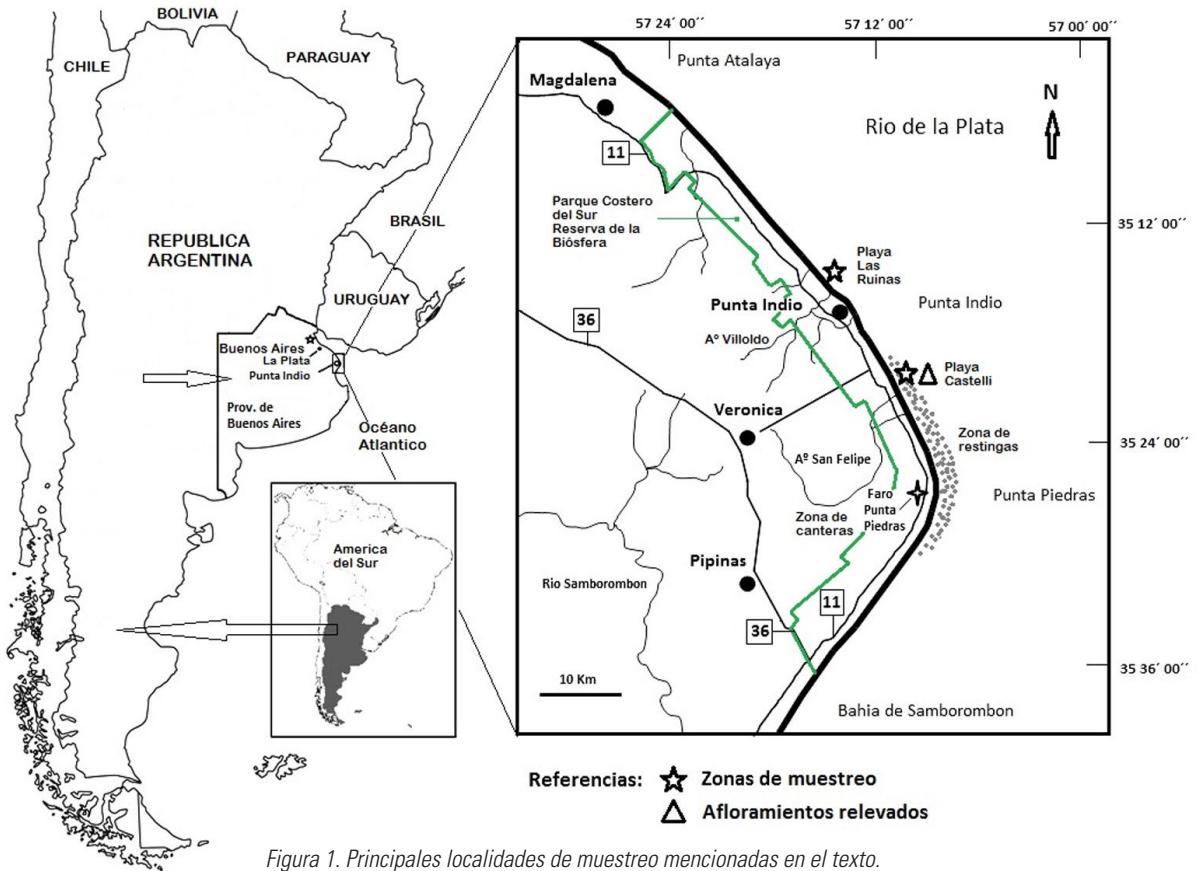 BOLIVIA
CHILE
PARAGUAY
BRASIL
REPUBLICA
ARGENTINA
URUGUAY
Buenos Aires
La Plata
Punta Indio
Prov. de
Buenos Aires
Océano
Atlantico
America
del Sur
57 24´ 00´´
57 12´ 00´´
57 00´ 00´´
Punta Atalaya
Magdalena
N
Rio de la Plata
11
Parque Costero
del Sur
Reserva de la
Biósfera
35 12´ 00´´
Playa
Las
Ruinas
Punta Indio
Punta Indio
36
Aº Villoldo
Playa
Castelli
Veronica
Zona de
restingas
35 24´ 00´´
Aº San Felipe
Faro
Punta
Piedras
Punta Piedras
Zona de
canteras
Pipinas
Rio Samborombon
11
36
35 36´ 00´´
10 Km
Bahia de Samborombon
Referencias:
Zonas de muestreo
Afloramientos relevados
Figura 1. Principales localidades de muestreo mencionadas en el texto.